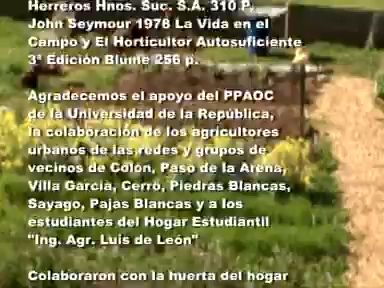 Herreros Hnos. Suc. S.A. 310 P.
John Seymour 1978 La Vida en el
Campo y El Horticultor Autosuficiente
3ª Edición Blume 256 p.
Agradecemos el apoyo del PPAOC
de la Universidad de la República,
la colaboración de los agricultores
urbanos de las redes y grupos de
vecinos de Colón, Paso de la Arena,
Villa García, Cerro, Piedras Blancas,
Sayago, Pajas Blancas y a los
estudiantes del Hogar Estudiantil
"Ing. Agr. Luis de León"
Colaboraron con la huerta del hogar